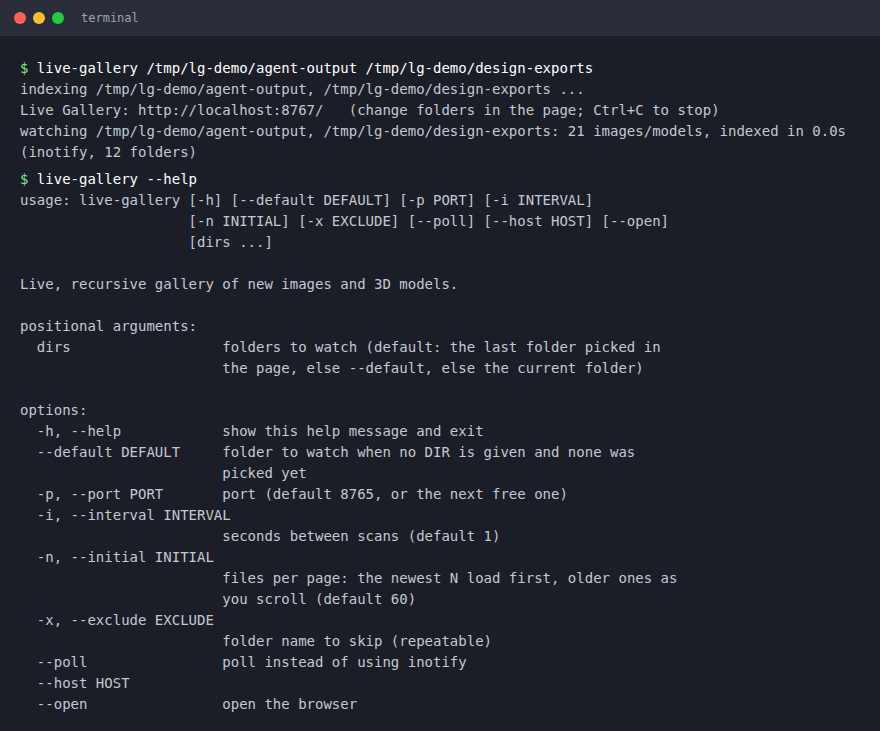 terminal
$ live-gallery /tmp/lg-demo/agent-output /tmp/lg-demo/design-exports
indexing /tmp/lg-demo/agent-output, /tmp/lg-demo/design-exports ...
Live Gallery: http://localhost:8767/   (change folders in the page; Ctrl+C to stop)
watching /tmp/lg-demo/agent-output, /tmp/lg-demo/design-exports: 21 images/models, indexed in 0.0s
(inotify, 12 folders)
$ live-gallery --help
usage: live-gallery [-h] [--default DEFAULT] [-p PORT] [-i INTERVAL]
                    [-n INITIAL] [-x EXCLUDE] [--poll] [--host HOST] [--open]
                    [dirs ...]

Live, recursive gallery of new images and 3D models.

positional arguments:
  dirs                  folders to watch (default: the last folder picked in
                        the page, else --default, else the current folder)

options:
  -h, --help            show this help message and exit
  --default DEFAULT     folder to watch when no DIR is given and none was
                        picked yet
  -p, --port PORT       port (default 8765, or the next free one)
  -i, --interval INTERVAL
                        seconds between scans (default 1)
  -n, --initial INITIAL
                        files per page: the newest N load first, older ones as
                        you scroll (default 60)
  -x, --exclude EXCLUDE
                        folder name to skip (repeatable)
  --poll                poll instead of using inotify
  --host HOST
  --open                open the browser